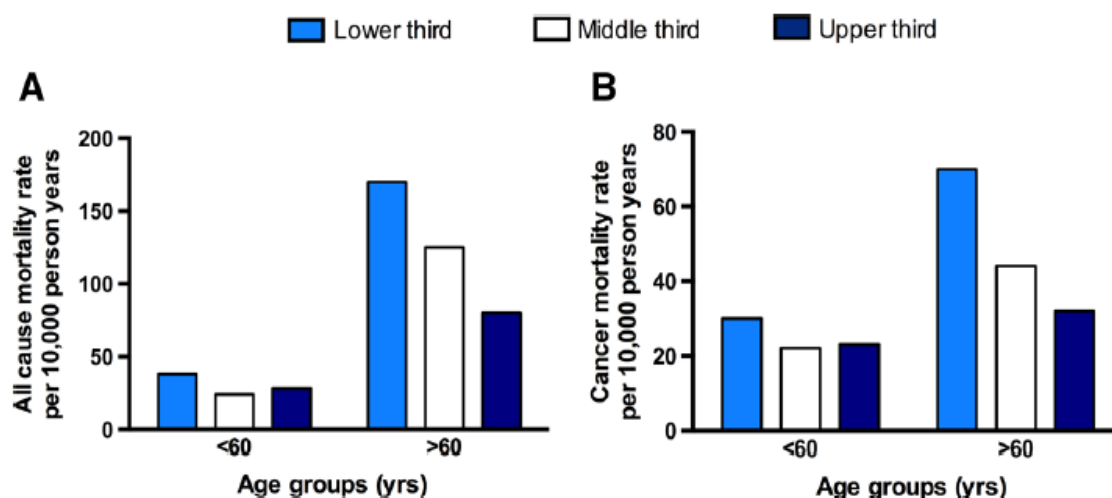 Lower third
Middle third
Upper third
A
All cause mortality rate
per 10,000 person years
200
150
100
50
0
<60
>60
Age groups (yrs)
B
Cancer mortality rate
per 10,000 person years
80
60
40
20
0
<60
>60
Age groups (yrs)